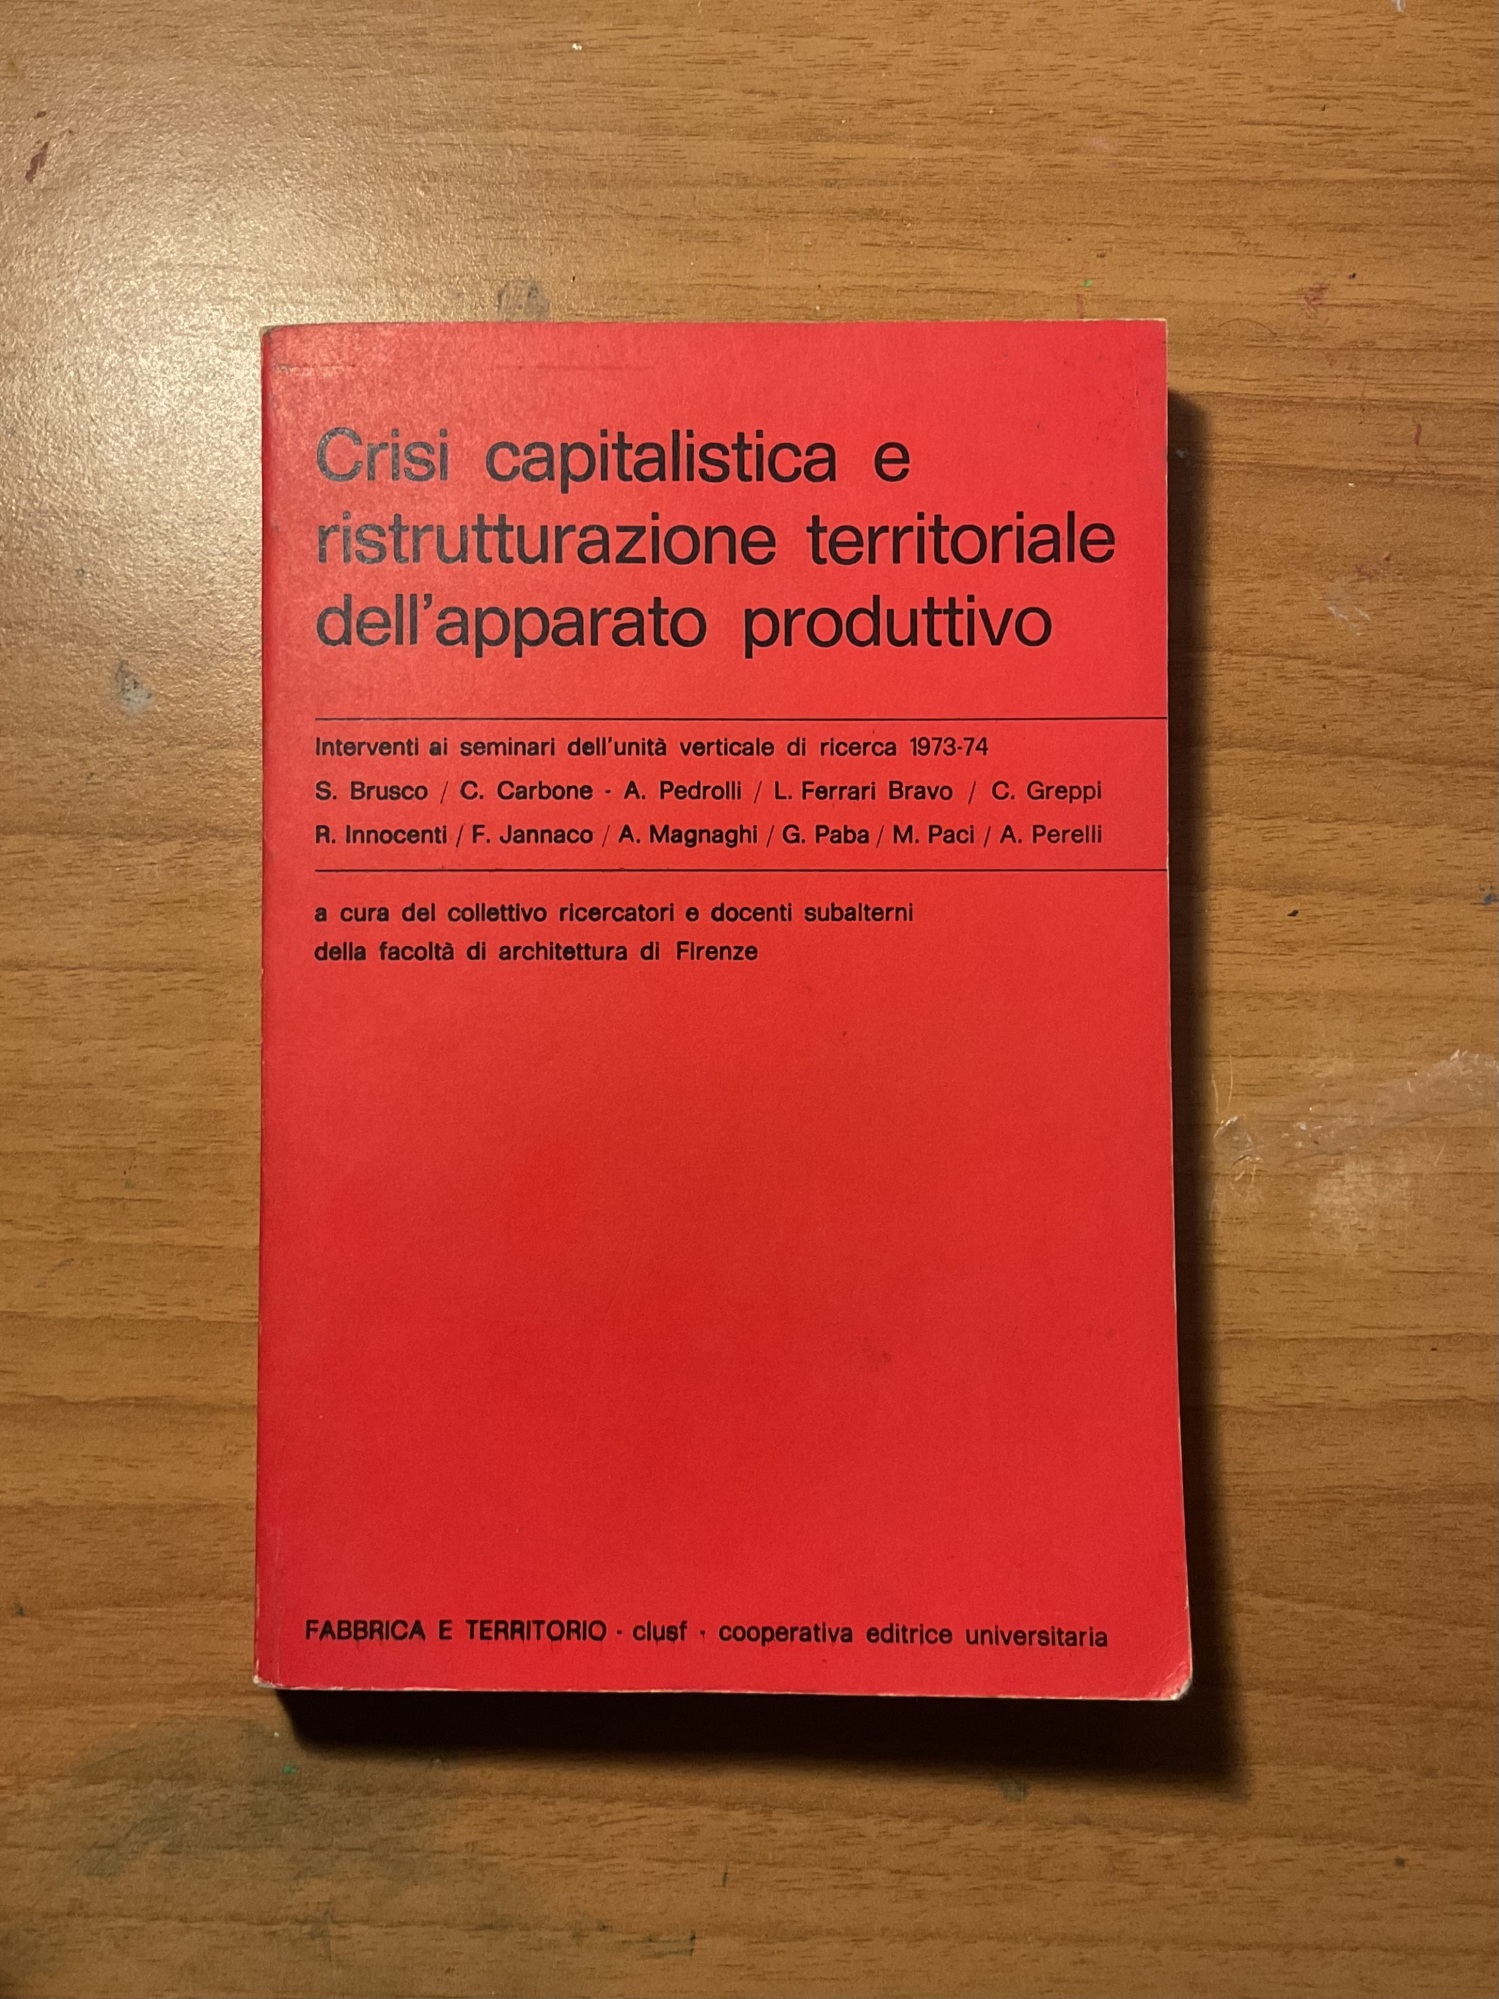 Crisi capitalistica e
ristrutturazione territoriale
dell'apparato produttivo
Interventi ai seminari dell'unità verticale di ricerca 1973-74
S. Brusco / C. Carbone - A. Pedrolli / L. Ferrari Bravo / C. Greppi
R. Innocenti / F. Jannaco / A. Magnaghi / G. Paba / M. Paci / A. Perelli
a cura del collettivo ricercatori e docenti subalterni
della facoltà di architettura di Firenze
FABBRICA E TERRITORIO - clusf - cooperativa editrice universitaria